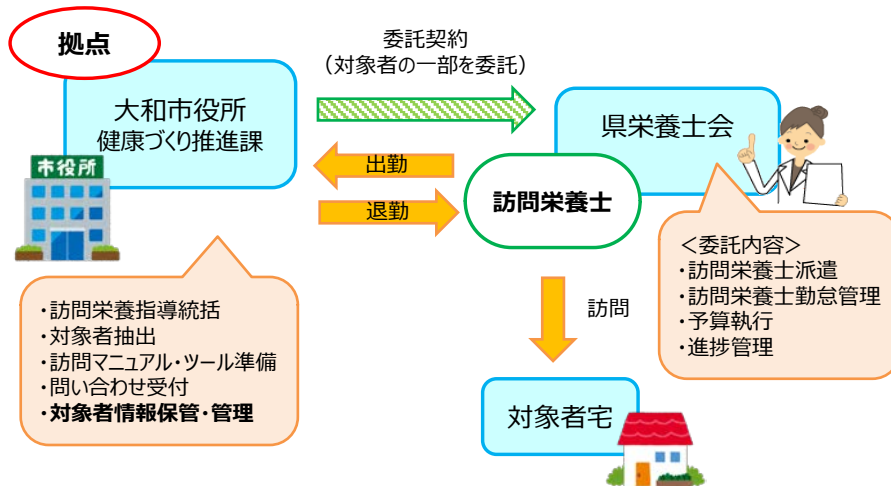 拠点
大和市役所
健康づくり推進課
市役所
委託契約
（対象者の一部を委託）
県栄養士会
出勤
退勤
訪問栄養士
訪問
対象者宅
・訪問栄養指導統括
・対象者抽出
・訪問マニュアル・ツール準備
・問い合わせ受付
・対象者情報保管・管理
＜委託内容＞
・訪問栄養士派遣
・訪問栄養士勤怠管理
・予算執行
・進捗管理